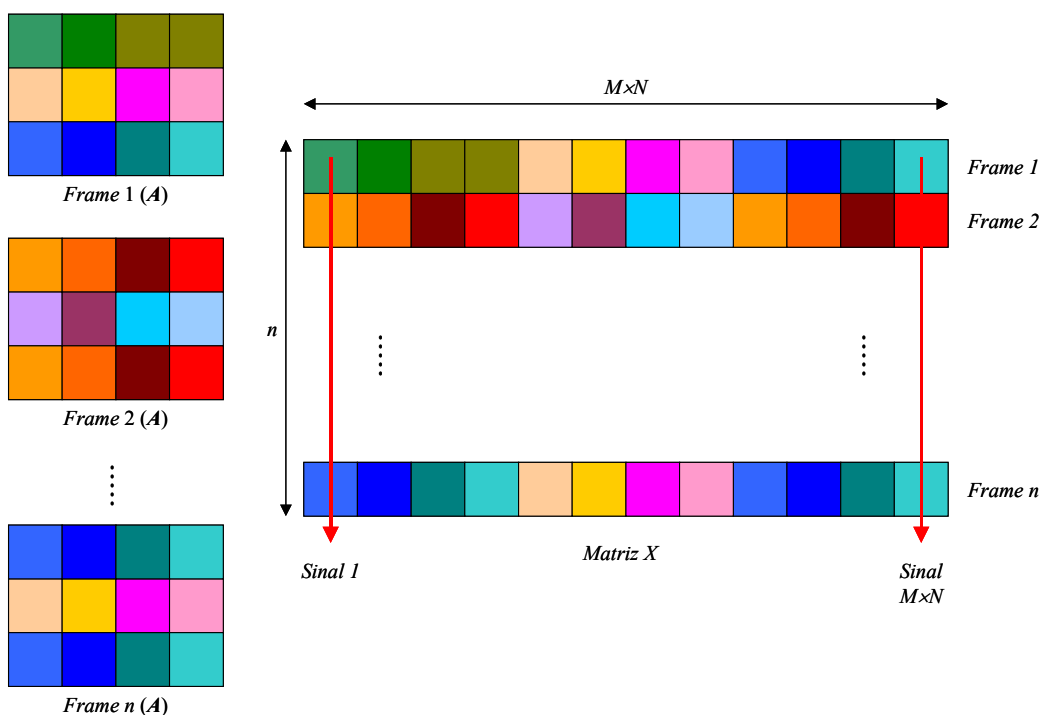 Frame 1 (A)
Frame 2 (A)
Frame n (A)
M×N
n
Frame 1
Frame 2
Frame n
Matriz X
Sinal 1
Sinal
M×N